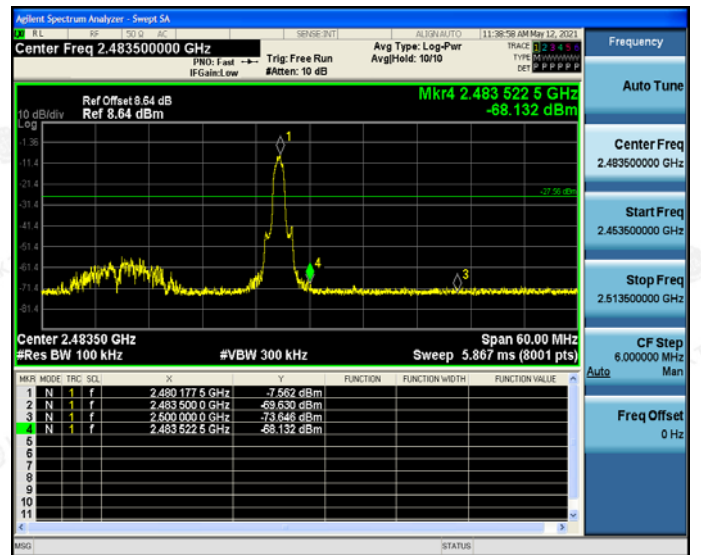 Agilent Spectrum Analyzer - Swept SA
RL RF 50 Ω AC SENSE:INT ALIGNAUTO 11:38:58 AM May 12, 2021
Center Freq 2.483500000 GHz
PNO: Fast
IFGain:Low
Trig: Free Run
#Atten: 10 dB
Avg Type: Log-Pwr
Avg|Hold: 10/10
TRACE 1 2 3 4 5 6
TYPE M
DET P P P P P P
Mkr4 2.483 522 5 GHz
-68.132 dBm
Ref Offset 8.64 dB
10 dB/div Ref 8.64 dBm
Log
-1.36
-11.4
-21.4
-31.4
-41.4
-51.4
-61.4
-71.4
-81.4
1
-27.56 dBm
4
3
Center 2.48350 GHz Span 60.00 MHz
#Res BW 100 kHz #VBW 300 kHz Sweep 5.867 ms (8001 pts)
MKR MODE TRC SCL X Y FUNCTION FUNCTION WIDTH FUNCTION VALUE
1 N 1 f 2.480 177 5 GHz -7.562 dBm
2 N 1 f 2.483 500 0 GHz -69.630 dBm
3 N 1 f 2.500 000 0 GHz -73.646 dBm
4 N 1 f 2.483 522 5 GHz -68.132 dBm
5
6
7
8
9
10
11
MSG STATUS
Frequency
Auto Tune
Center Freq
2.483500000 GHz
Start Freq
2.453500000 GHz
Stop Freq
2.513500000 GHz
CF Step
6.000000 MHz
Auto Man
Freq Offset
0 Hz